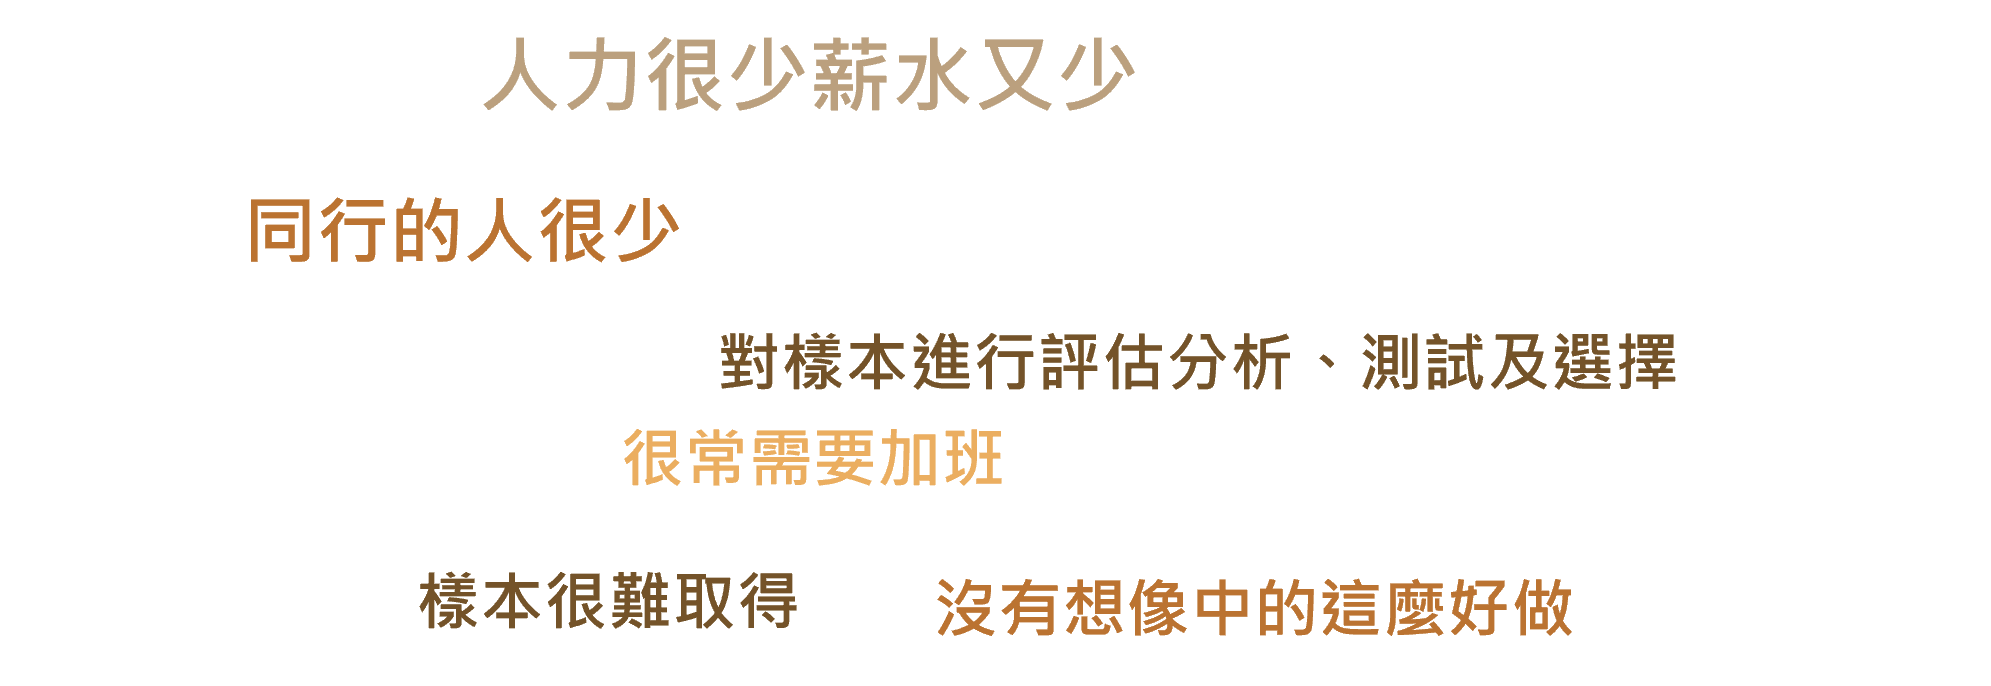 人力很少薪水又少
同行的人很少
對樣本進行評估分析、測試及選擇
很常需要加班
樣本很難取得
沒有想像中的這麼好做